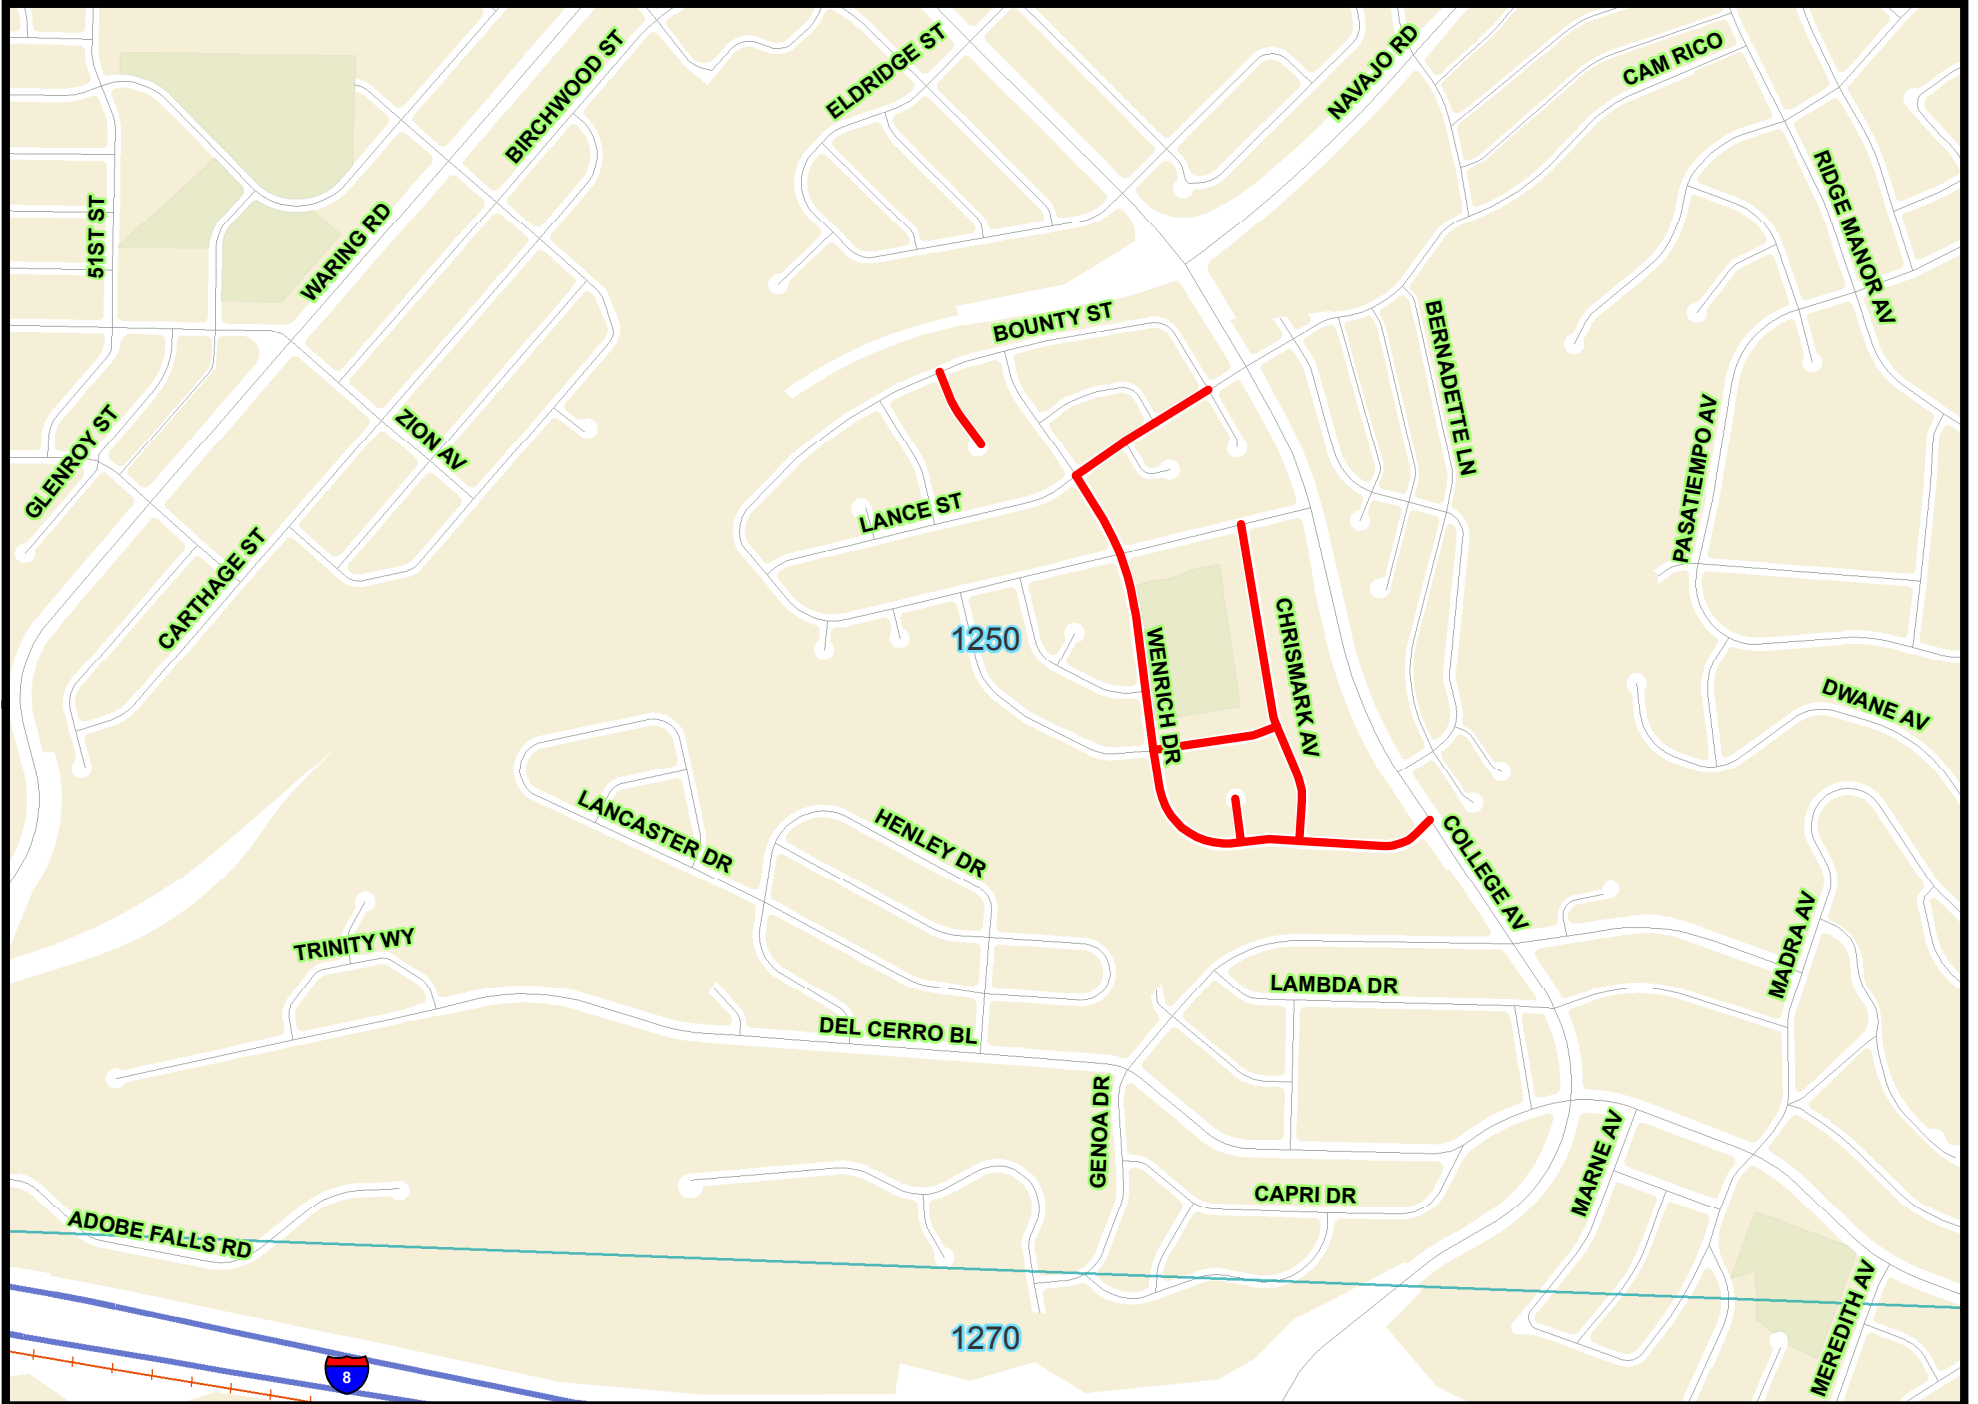 BIRCHWOOD ST
ELDRIDGE ST
NAVAJO RD
CAM RICO
51ST ST
WARING RD
RIDGE MANOR AV
BOUNTY ST
BERNADETTE LN
GLENROY ST
ZION AV
PASATIEMPO AV
LANCE ST
CARTHAGE ST
1250
WENRICH DR
CHRISMARK AV
DWANE AV
LANCASTER DR
HENLEY DR
COLLEGE AV
TRINITY WY
MADRA AV
LAMBDA DR
DEL CERRO BL
GENOA DR
MARNE AV
CAPRI DR
ADOBE FALLS RD
1270
MEREDITH AV
8